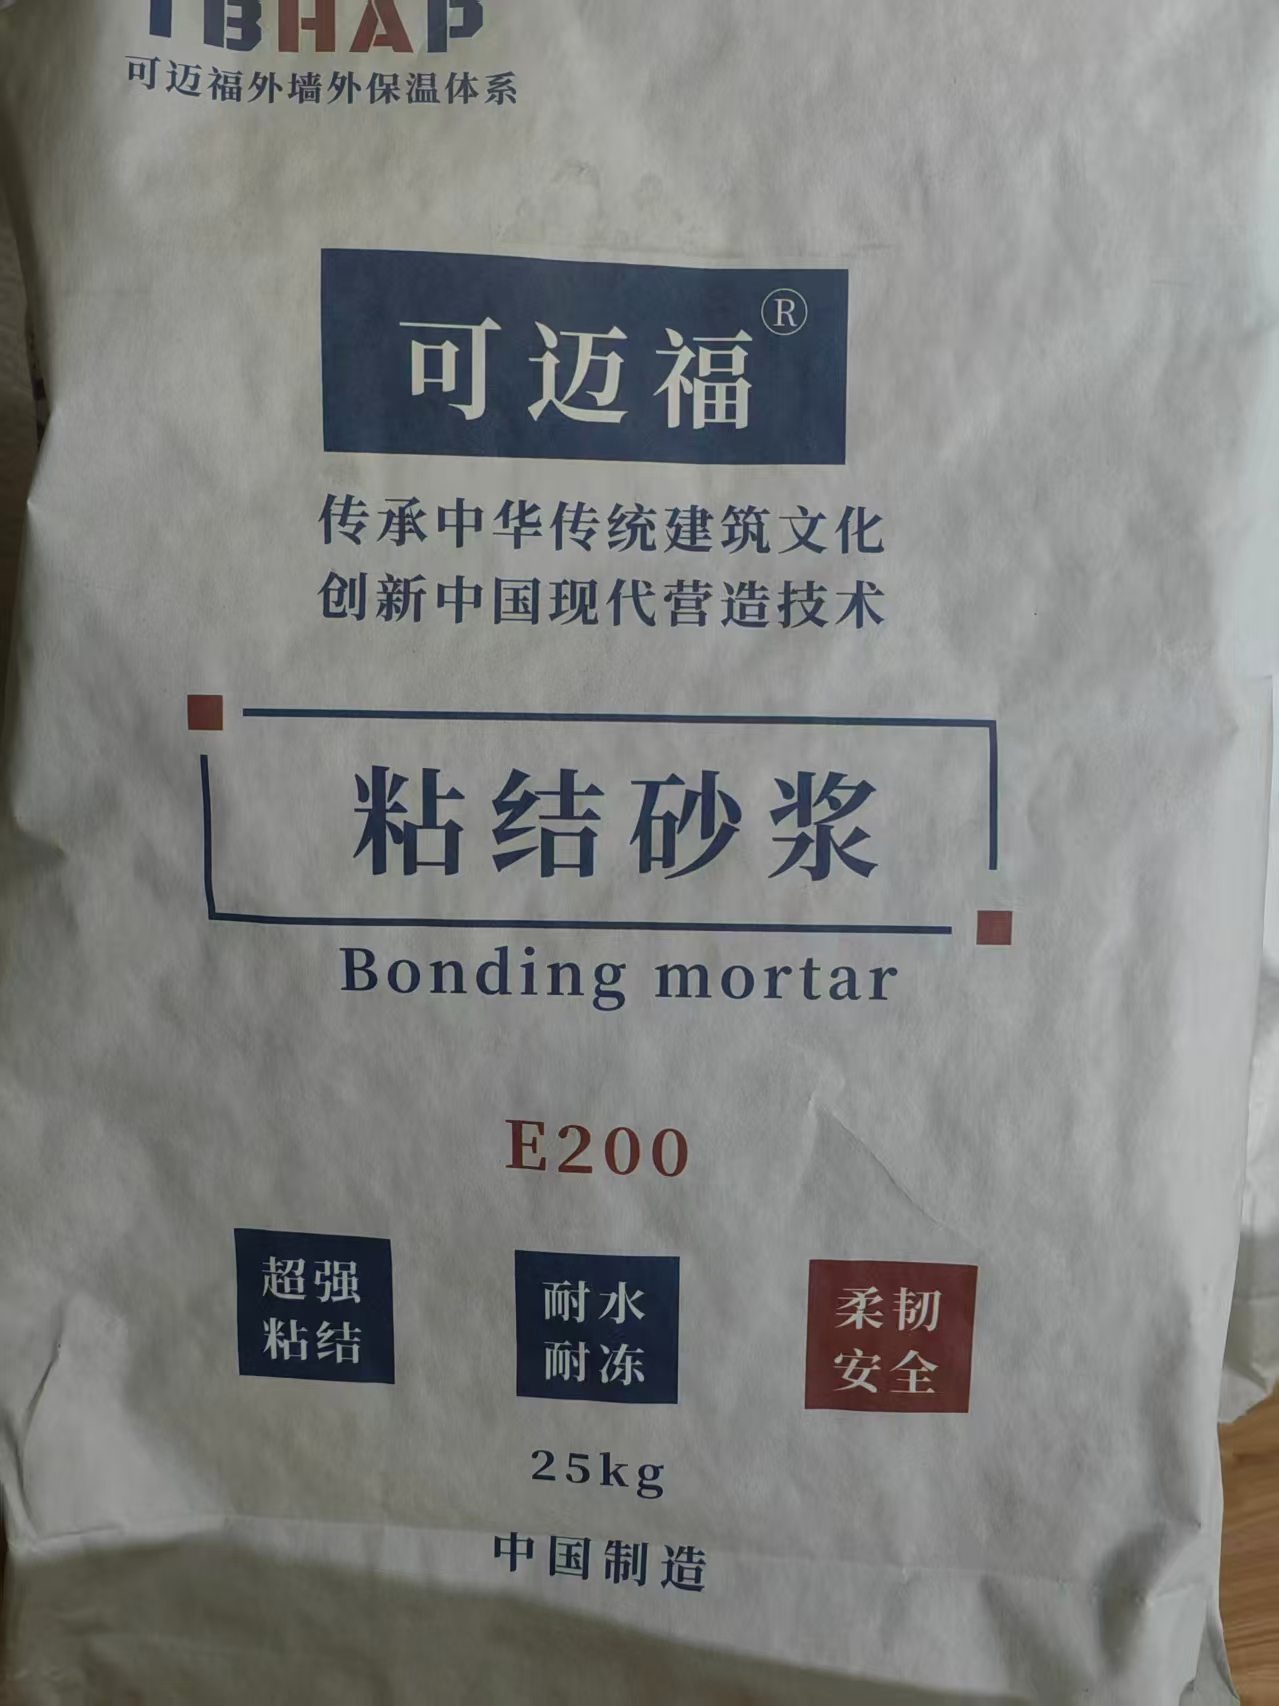 TBHAP
可迈福外墙外保温体系
可迈福®
传承中华传统建筑文化
创新中国现代营造技术
粘结砂浆
Bonding mortar
E200
超强
粘结
耐水
耐冻
柔韧
安全
25kg
中国制造